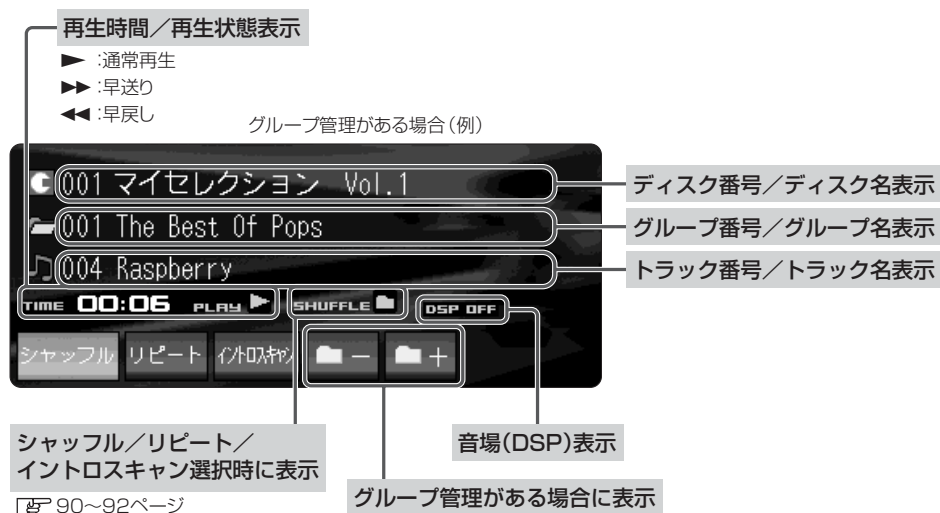 再生時間／再生状態表示
▶ :通常再生
▶▶ :早送り
◀◀ :早戻し
グループ管理がある場合(例)
001 マイセレクション Vol.1
ディスク番号／ディスク名表示
001 The Best Of Pops
グループ番号／グループ名表示
004 Raspberry
トラック番号／トラック名表示
TIME 00:06 PLAY ▶ SHUFFLE DSP OFF
シャッフル リピート イントロスキャン － ＋
シャッフル／リピート／
イントロスキャン選択時に表示
90～92ページ
音場(DSP)表示
グループ管理がある場合に表示